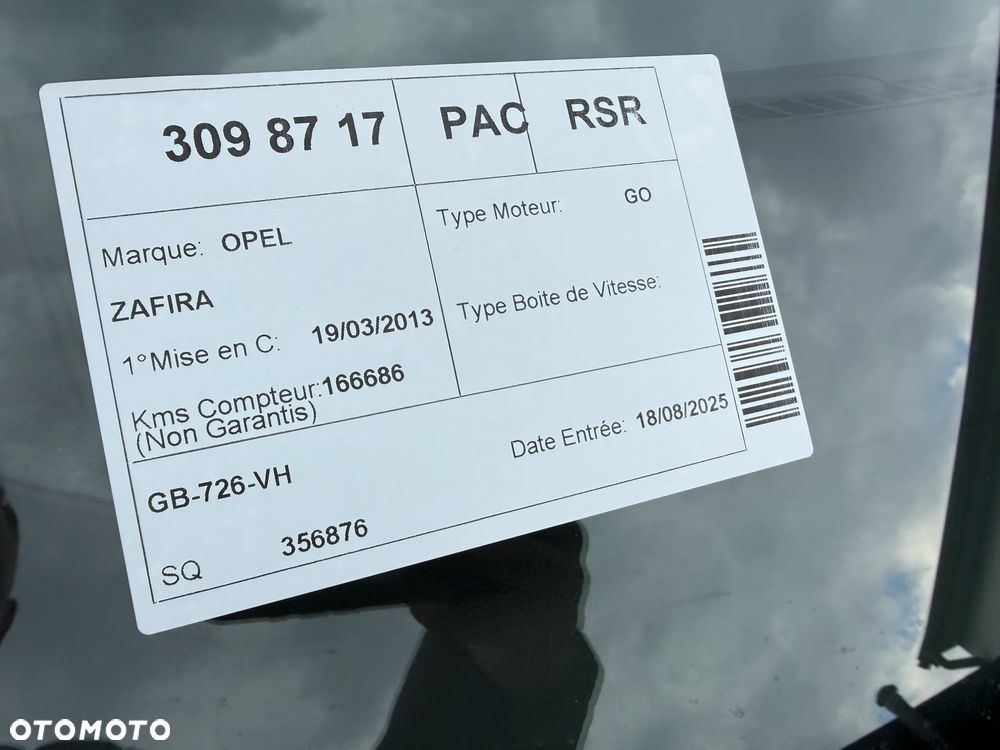 309 87 17 PAC RSR
Marque: OPEL
ZAFIRA
1° Mise en C: 19/03/2013
Kms Compteur: 166686
(Non Garantis)
Type Moteur: GO
Type Boite de Vitesse:
GB-726-VH
Date Entrée: 18/08/2025
SQ 356876
OTOMOTO